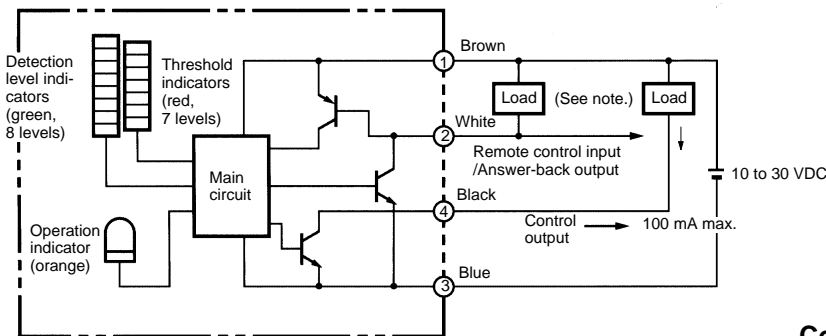 Detection
level indi-
cators
(green,
8 levels)
Threshold
indicators
(red,
7 levels)
Operation
indicator
(orange)
Main
circuit
1
Brown
Load
(See note.)
Load
2
White
Remote control input
/Answer-back output
10 to 30 VDC
4
Black
Control
output
100 mA max.
3
Blue